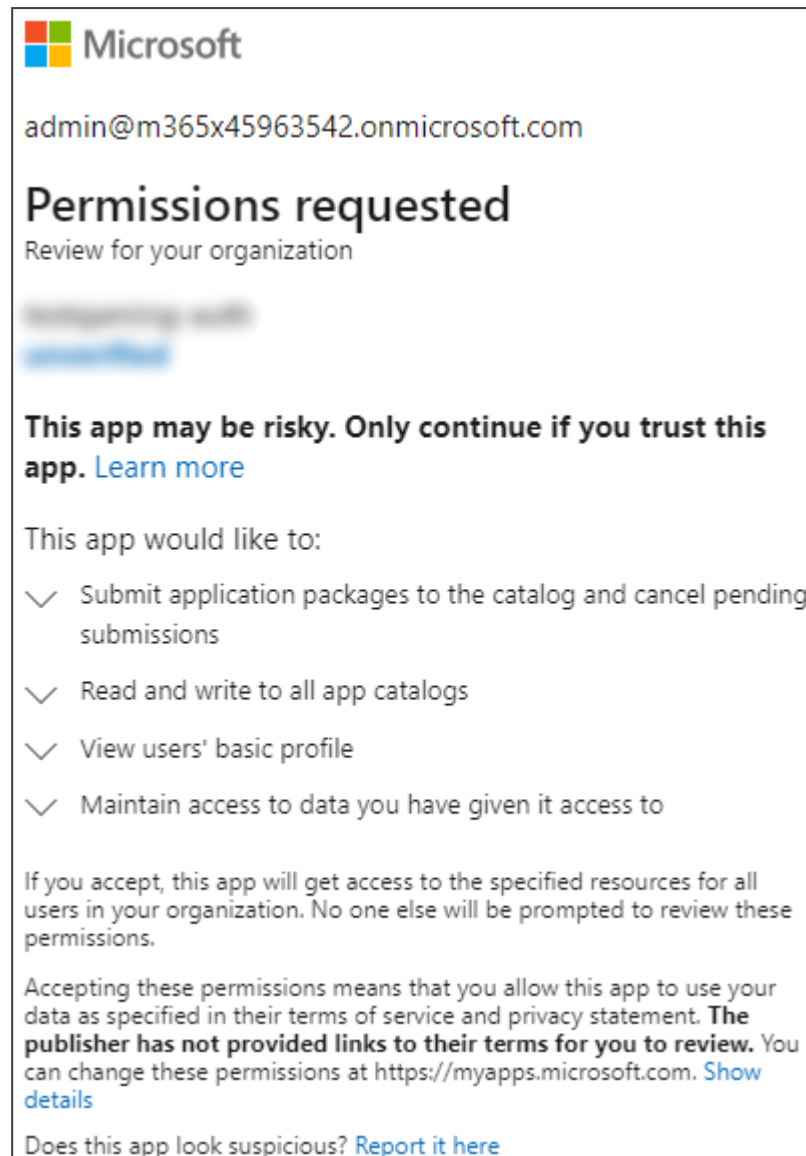 Microsoft
admin@m365x45963542.onmicrosoft.com
Permissions requested
Review for your organization
unverified
This app may be risky. Only continue if you trust this
app. Learn more
This app would like to:
Submit application packages to the catalog and cancel pending
submissions
Read and write to all app catalogs
View users' basic profile
Maintain access to data you have given it access to
If you accept, this app will get access to the specified resources for all
users in your organization. No one else will be prompted to review these
permissions.
Accepting these permissions means that you allow this app to use your
data as specified in their terms of service and privacy statement. The
publisher has not provided links to their terms for you to review. You
can change these permissions at https://myapps.microsoft.com. Show
details
Does this app look suspicious? Report it here